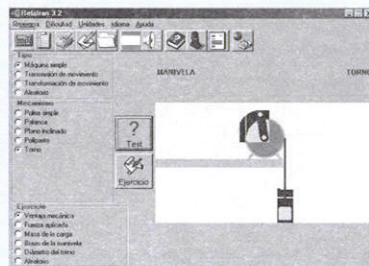 Relatran 3.2
Dificultad Unidades Idioma Ayuda
Tipo
Máquina simple
Transmisión de movimiento
Transformación de movimiento
Aleatorio
Mecanismo
Polea simple
Palanca
Plano inclinado
Polipasto
Torno
Ejercicio
Ventaja mecánica
Fuerza aplicada
Masa de la carga
Brazo de la manivela
Diámetro del torno
Aleatorio
?
Test
Ejercicio
MANIVELA
TORNO